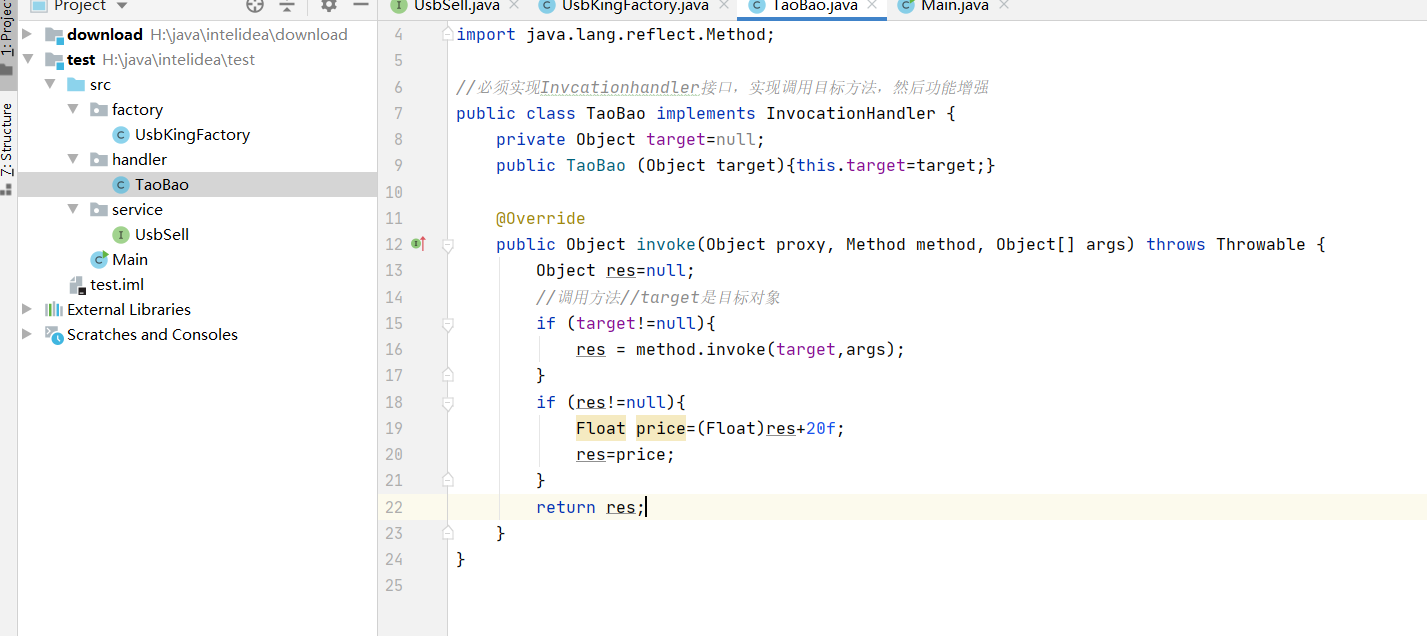 Project
UsbSell.java
UsbKingFactory.java
TaoBao.java
Main.java
1: Project
Z: Structure
download H:\java\intelidea\download
test H:\java\intelidea\test
src
factory
UsbKingFactory
handler
TaoBao
service
UsbSell
Main
test.iml
External Libraries
Scratches and Consoles
4 import java.lang.reflect.Method;
5
6 //必须实现Invcationhandler接口，实现调用目标方法，然后功能增强
7 public class TaoBao implements InvocationHandler {
8 private Object target=null;
9 public TaoBao (Object target){this.target=target;}
10
11 @Override
12 public Object invoke(Object proxy, Method method, Object[] args) throws Throwable {
13 Object res=null;
14 //调用方法//target是目标对象
15 if (target!=null){
16 res = method.invoke(target,args);
17 }
18 if (res!=null){
19 Float price=(Float)res+20f;
20 res=price;
21 }
22 return res;
23 }
24 }
25